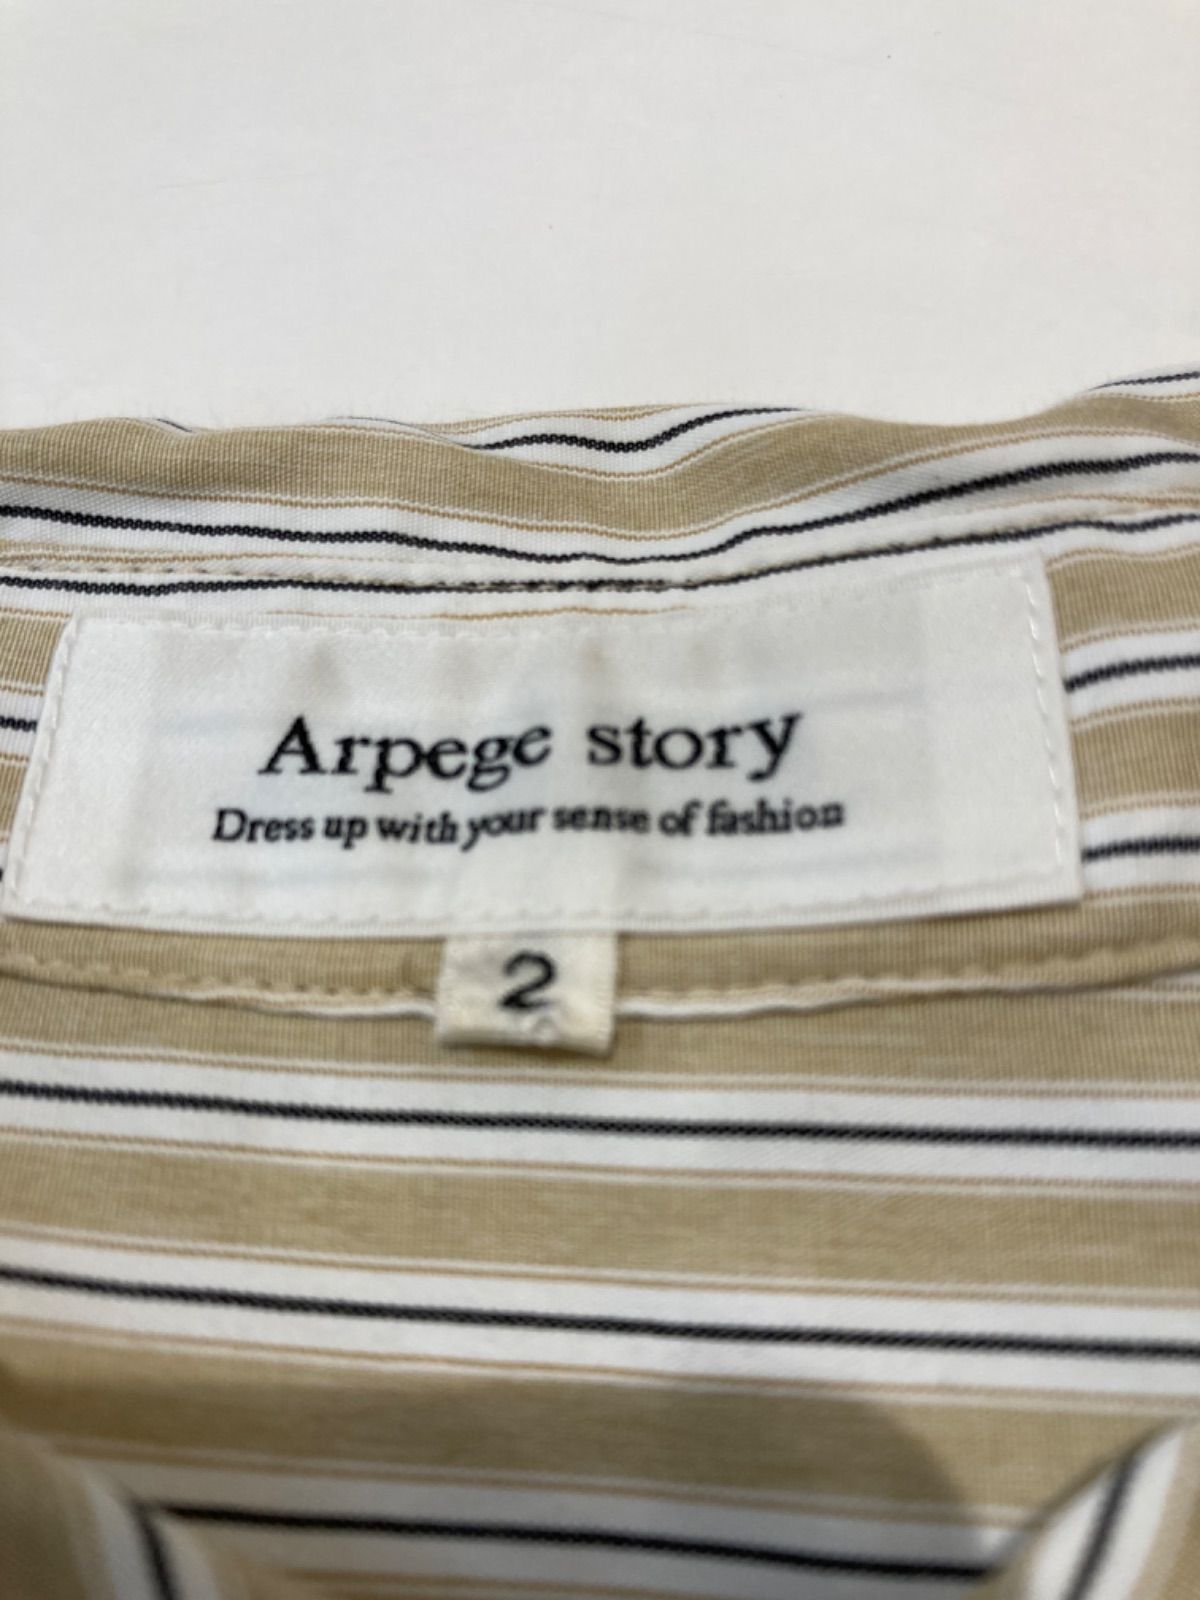 Arpege story
Dress up with your sense of fashion
2